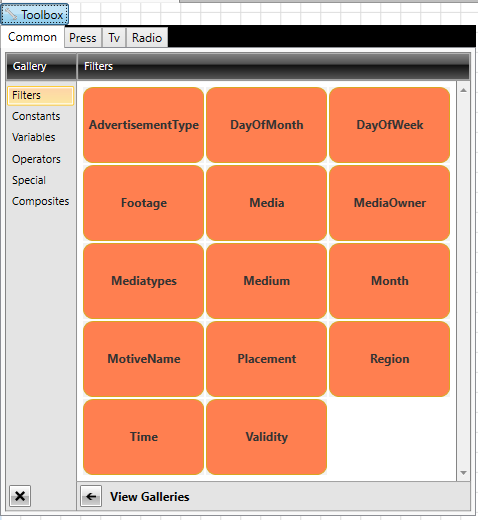 Toolbox
Common Press Tv Radio
Gallery Filters
Filters
Constants
Variables
Operators
Special
Composites
AdvertisementType DayOfMonth DayOfWeek
Footage Media MediaOwner
Mediatypes Medium Month
MotiveName Placement Region
Time Validity
View Galleries